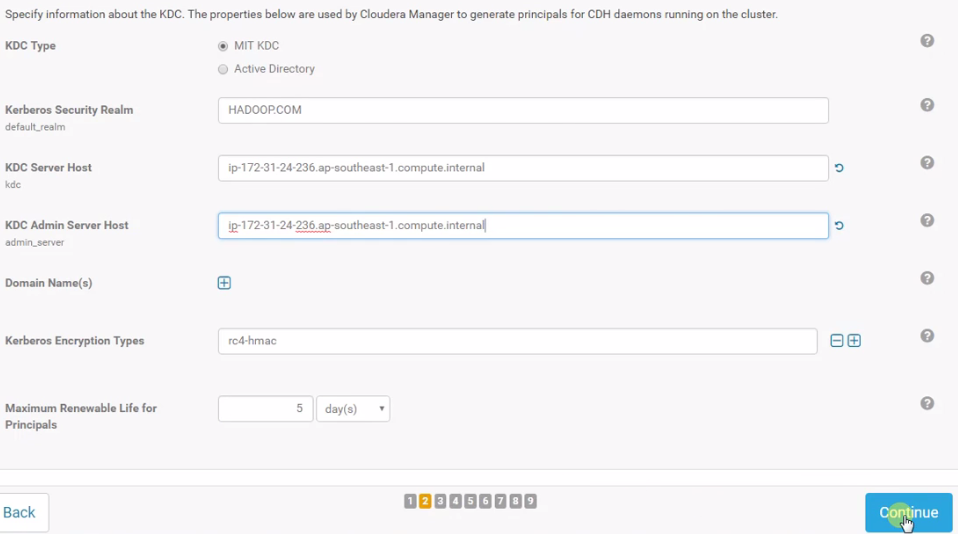 Specify information about the KDC. The properties below are used by Cloudera Manager to generate principals for CDH daemons running on the cluster.
KDC Type
MIT KDC
Active Directory
Kerberos Security Realm
default_realm
HADOOP.COM
KDC Server Host
kdc
ip-172-31-24-236.ap-southeast-1.compute.internal
KDC Admin Server Host
admin_server
ip-172-31-24-236.ap-southeast-1.compute.internal
Domain Name(s)
Kerberos Encryption Types
rc4-hmac
Maximum Renewable Life for
Principals
5 day(s)
Back
1 2 3 4 5 6 7 8 9
Continue